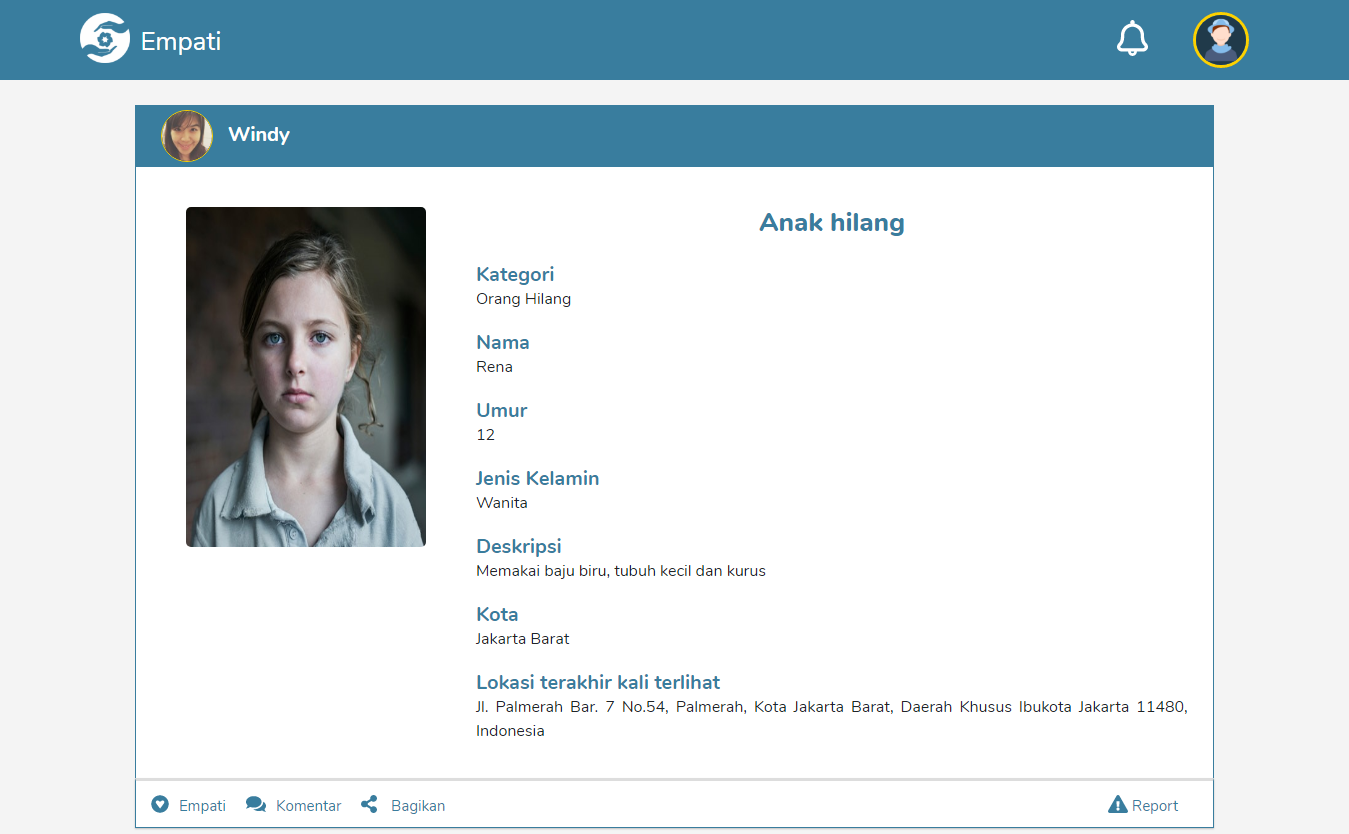 Empati
Windy
Anak hilang
Kategori
Orang Hilang
Nama
Rena
Umur
12
Jenis Kelamin
Wanita
Deskripsi
Memakai baju biru, tubuh kecil dan kurus
Kota
Jakarta Barat
Lokasi terakhir kali terlihat
Jl. Palmerah Bar. 7 No.54, Palmerah, Kota Jakarta Barat, Daerah Khusus Ibukota Jakarta 11480,
Indonesia
Empati Komentar Bagikan Report